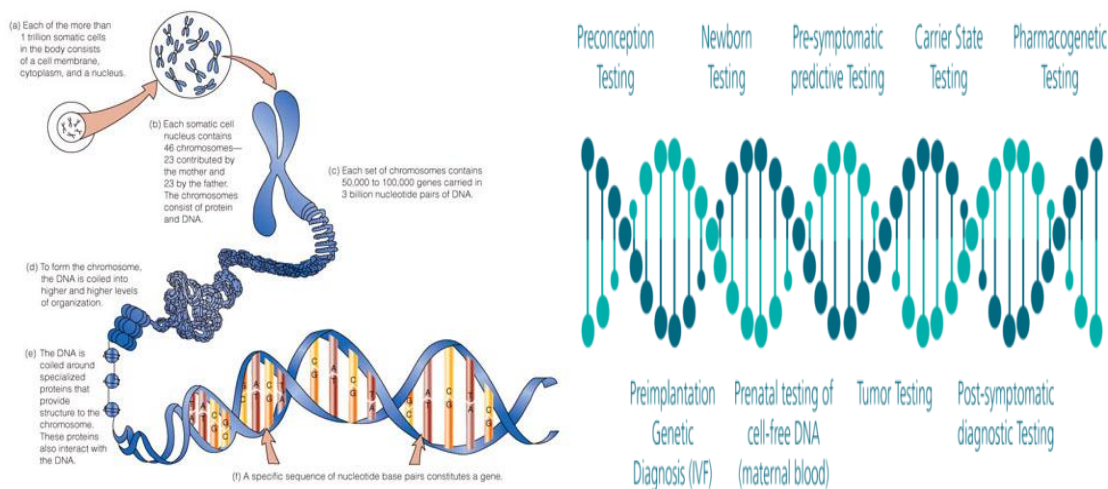 (a) Each of the more than
1 trillion somatic cells
in the body consists
of a cell membrane,
cytoplasm, and a nucleus.
(b) Each somatic cell
nucleus contains
46 chromosomes—
23 contributed by
the mother and
23 by the father.
The chromosomes
consist of protein
and DNA.
(c) Each set of chromosomes contains
50,000 to 100,000 genes carried in
3 billion nucleotide pairs of DNA.
(d) To form the chromosome,
the DNA is coiled into
higher and higher levels
of organization.
(e) The DNA is
coiled around
specialized
proteins that
provide
structure to the
chromosome.
These proteins
also interact with
the DNA.
(f) A specific sequence of nucleotide base pairs constitutes a gene.
Preconception
Testing
Newborn
Testing
Pre-symptomatic
predictive Testing
Carrier State
Testing
Pharmacogenetic
Testing
Preimplantation
Genetic
Diagnosis (IVF)
Prenatal testing of
cell-free DNA
(maternal blood)
Tumor Testing
Post-symptomatic
diagnostic Testing